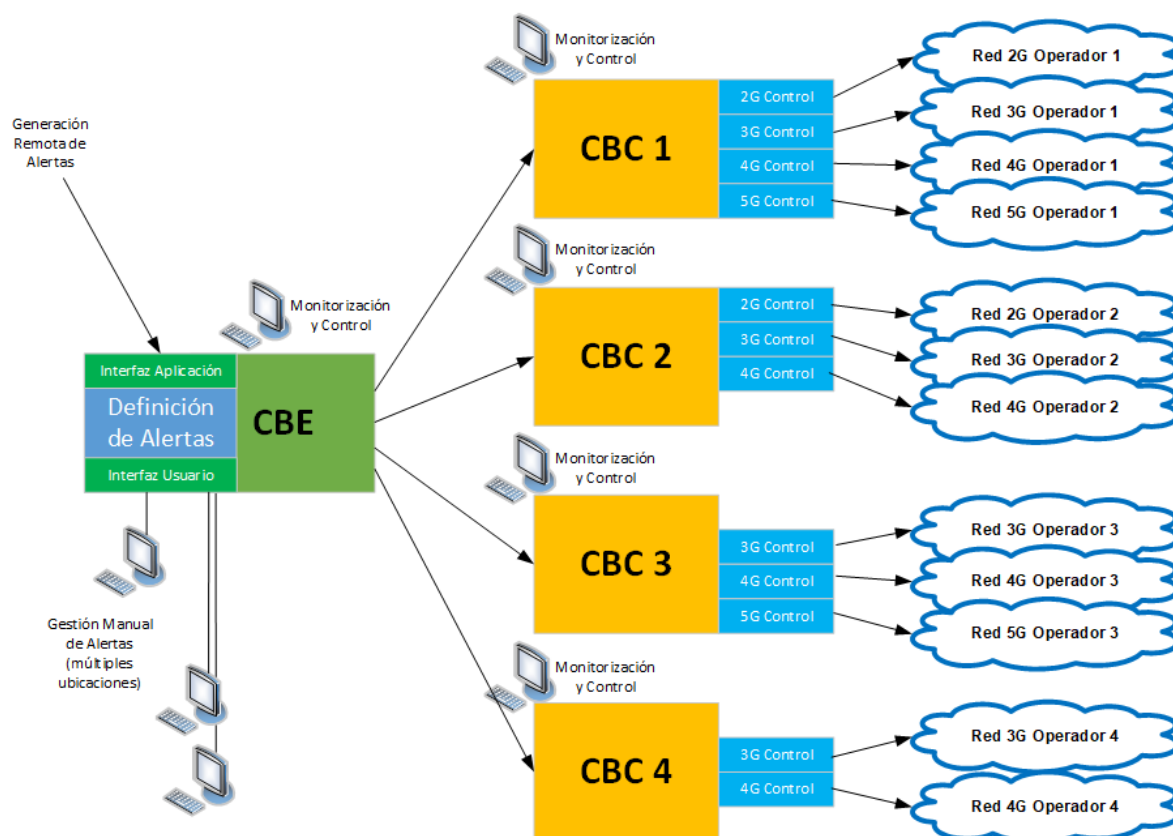 Monitorización
y Control
2G Control
3G Control
4G Control
5G Control
CBC 1
Red 2G Operador 1
Red 3G Operador 1
Red 4G Operador 1
Red 5G Operador 1
Generación
Remota de
Alertas
Monitorización
y Control
2G Control
3G Control
4G Control
CBC 2
Red 2G Operador 2
Red 3G Operador 2
Red 4G Operador 2
Monitorización
y Control
Interfaz Aplicación
Definición
de Alertas
Interfaz Usuario
CBE
Monitorización
y Control
3G Control
4G Control
5G Control
CBC 3
Red 3G Operador 3
Red 4G Operador 3
Red 5G Operador 3
Gestión Manual
de Alertas
(múltiples
ubicaciones)
Monitorización
y Control
3G Control
4G Control
CBC 4
Red 3G Operador 4
Red 4G Operador 4